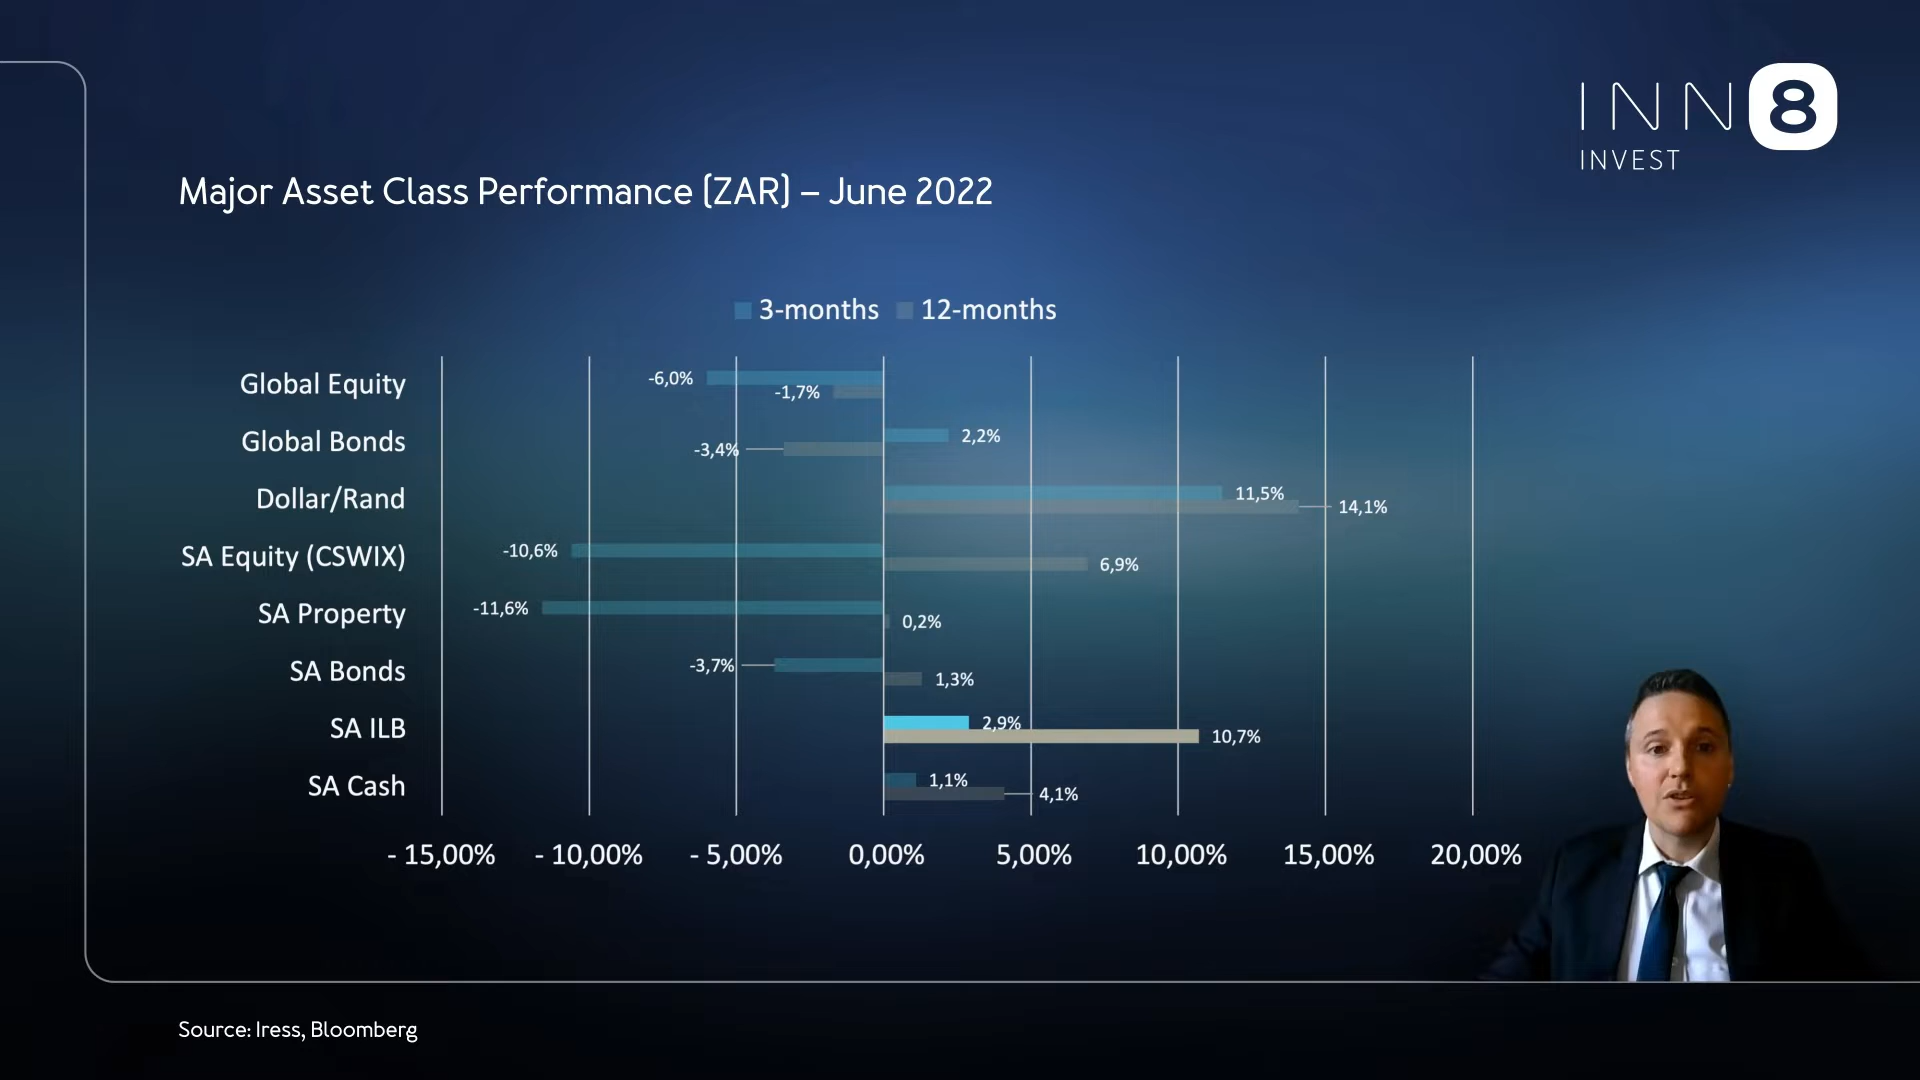 INN8
INVEST
Major Asset Class Performance (ZAR) – June 2022
3-months 12-months
Global Equity -6,0% -1,7%
Global Bonds -3,4% 2,2%
Dollar/Rand 11,5% 14,1%
SA Equity (CSWIX) -10,6% 6,9%
SA Property -11,6% 0,2%
SA Bonds -3,7% 1,3%
SA ILB 2,9% 10,7%
SA Cash 1,1% 4,1%
- 15,00% - 10,00% - 5,00% 0,00% 5,00% 10,00% 15,00% 20,00%
Source: Iress, Bloomberg